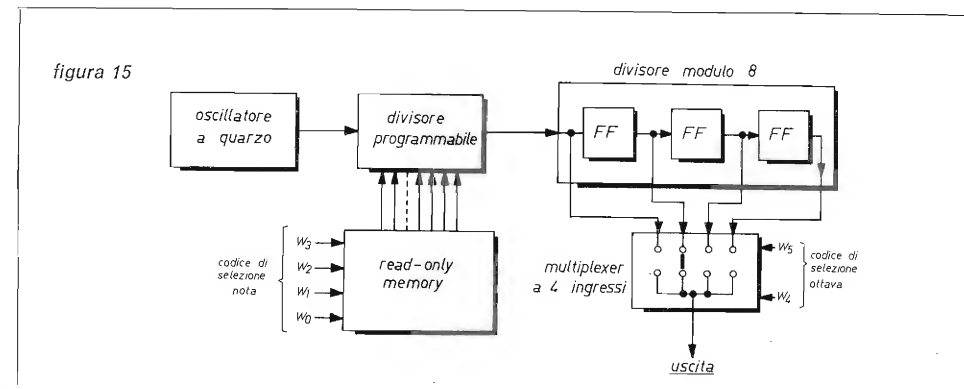 figura 15
divisore modulo 8
oscillatore
a quarzo
divisore
programmabile
FF
FF
FF
codice di
selezione
nota
W3
W2
W1
W0
read-only
memory
multiplexer
a 4 ingressi
W5
W4
codice di
selezione
ottava
uscita